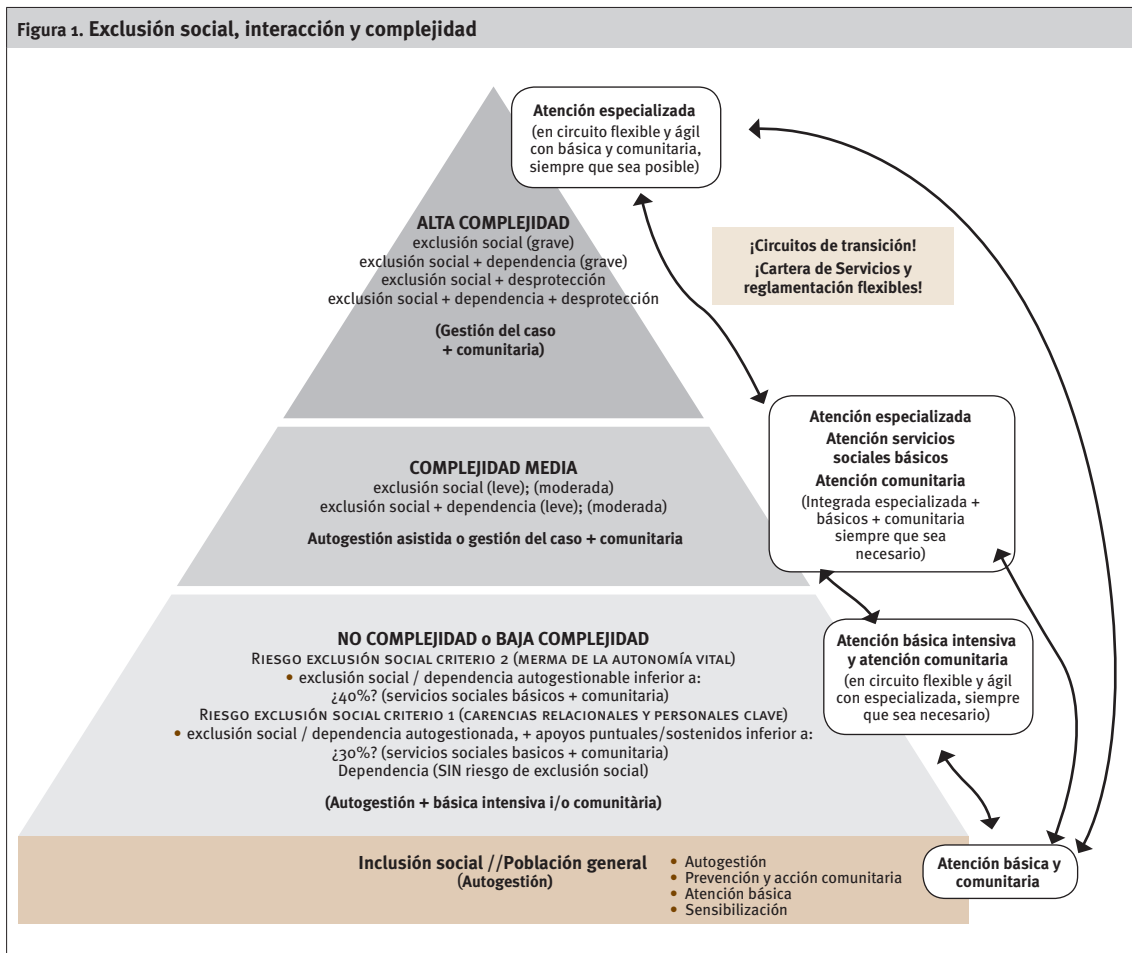 Figura 1. Exclusión social, interacción y complejidad
Atención especializada
(en circuito flexible y ágil
con básica y comunitaria,
siempre que sea posible)
ALTA COMPLEJIDAD
exclusión social (grave)
exclusión social + dependencia (grave)
exclusión social + desprotección
exclusión social + dependencia + desprotección
(Gestión del caso
+ comunitaria)
¡Circuitos de transición!
¡Cartera de Servicios y
reglamentación flexibles!
Atención especializada
Atención servicios
sociales básicos
Atención comunitaria
(Integrada especializada +
básicos + comunitaria
siempre que sea
necesario)
COMPLEJIDAD MEDIA
exclusión social (leve); (moderada)
exclusión social + dependencia (leve); (moderada)
Autogestión asistida o gestión del caso + comunitaria
NO COMPLEJIDAD o BAJA COMPLEJIDAD
RIESGO EXCLUSIÓN SOCIAL CRITERIO 2 (MERMA DE LA AUTONOMÍA VITAL)
• exclusión social / dependencia autogestionable inferior a:
¿40%? (servicios sociales básicos + comunitaria)
RIESGO EXCLUSIÓN SOCIAL CRITERIO 1 (CARENCIAS RELACIONALES Y PERSONALES CLAVE)
• exclusión social / dependencia autogestionada, + apoyos puntuales/sostenidos inferior a:
¿30%? (servicios sociales basicos + comunitaria)
Dependencia (SIN riesgo de exclusión social)
(Autogestión + básica intensiva i/o comunitària)
Atención básica intensiva
y atención comunitaria
(en circuito flexible y ágil
con especializada, siempre
que sea necesario)
Inclusión social //Población general
(Autogestión)
• Autogestión
• Prevención y acción comunitaria
• Atención básica
• Sensibilización
Atención básica y
comunitaria